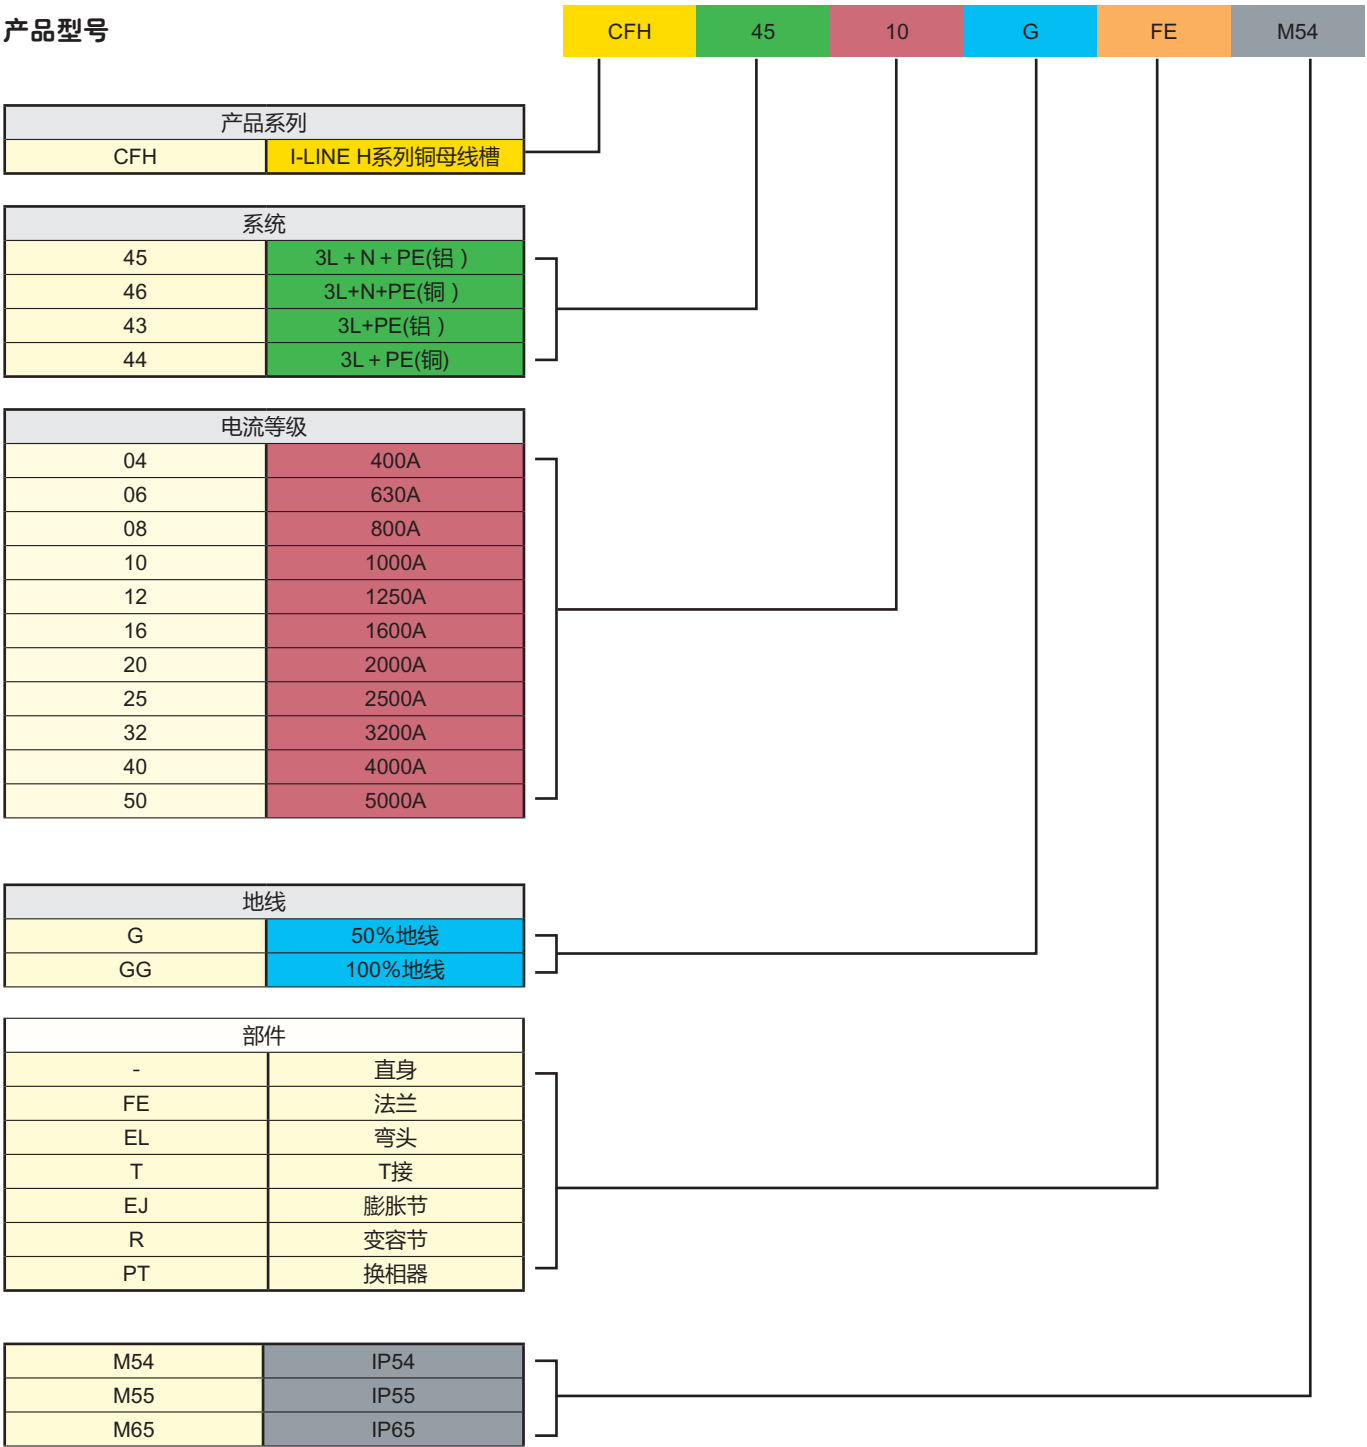 产品型号
CFH 45 10 G FE M54
产品系列
CFH I-LINE H系列铜母线槽
系统
45 3L + N + PE(铝 )
46 3L+N+PE(铜 )
43 3L+PE(铝 )
44 3L + PE(铜)
电流等级
04 400A
06 630A
08 800A
10 1000A
12 1250A
16 1600A
20 2000A
25 2500A
32 3200A
40 4000A
50 5000A
地线
G 50%地线
GG 100%地线
部件
- 直身
FE 法兰
EL 弯头
T T接
EJ 膨胀节
R 变容节
PT 换相器
M54 IP54
M55 IP55
M65 IP65